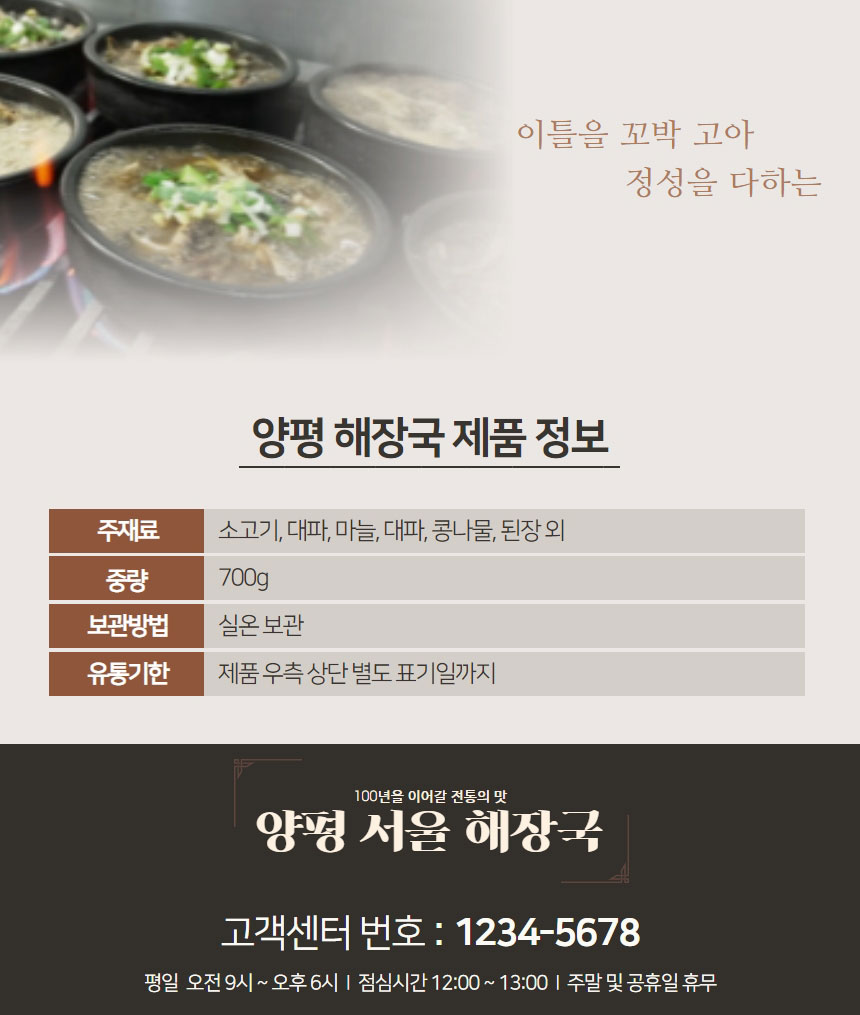 이틀을 꼬박 고아
정성을 다하는
양평 해장국 제품 정보
주재료 소고기, 대파, 마늘, 대파, 콩나물, 된장 외
중량 700g
보관방법 실온 보관
유통기한 제품 우측 상단 별도 표기일까지
100년을 이어갈 전통의 맛
양평 서울 해장국
고객센터 번호 : 1234-5678
평일 오전 9시 ~ 오후 6시 | 점심시간 12:00 ~ 13:00 | 주말 및 공휴일 휴무